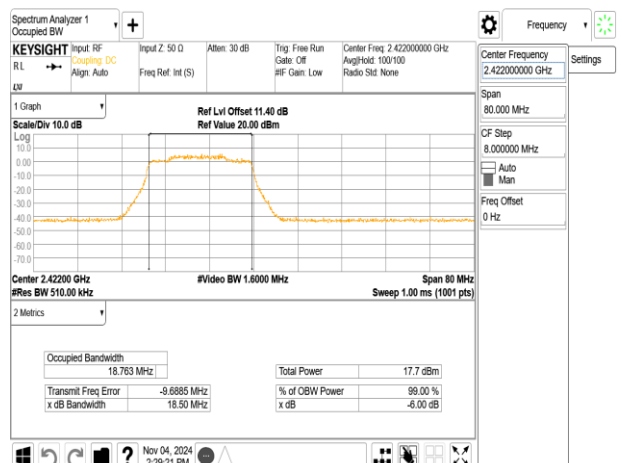 Spectrum Analyzer 1
Occupied BW
Frequency
KEYSIGHT
Input: RF
Coupling: DC
Align: Auto
RL
Input Z: 50 Ω
Freq Ref: Int (S)
Atten: 30 dB
Trig: Free Run
Gate: Off
#IF Gain: Low
Center Freq: 2.422000000 GHz
Avg|Hold: 100/100
Radio Std: None
Center Frequency
2.422000000 GHz
Settings
Span
80.000 MHz
CF Step
8.000000 MHz
Auto
Man
Freq Offset
0 Hz
1 Graph
Scale/Div 10.0 dB
Ref Lvl Offset 11.40 dB
Ref Value 20.00 dBm
Log
10.0
0.00
-10.0
-20.0
-30.0
-40.0
-50.0
-60.0
-70.0
Center 2.42200 GHz
#Video BW 1.6000 MHz
Span 80 MHz
#Res BW 510.00 kHz
Sweep 1.00 ms (1001 pts)
2 Metrics
Occupied Bandwidth
18.763 MHz
Total Power 17.7 dBm
Transmit Freq Error -9.6885 MHz
% of OBW Power 99.00 %
x dB Bandwidth 18.50 MHz
x dB -6.00 dB
?
Nov 04, 2024
2:29:21 PM